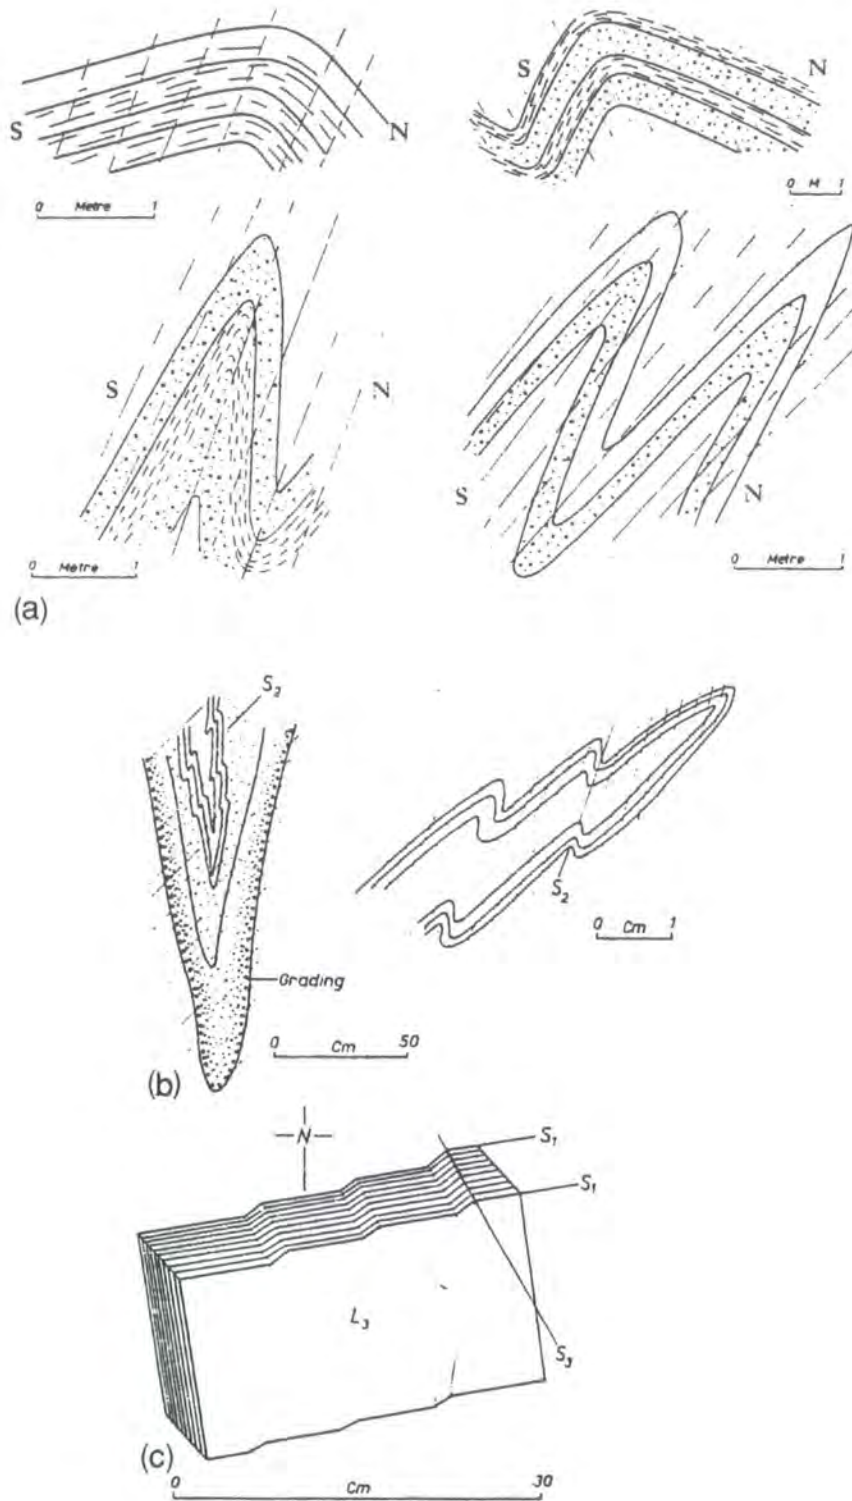 S N
0 Metre 1
S N
0 M 1
S N
0 Metre 1
S N
0 Metre 1
(a)
S₂
Grading
0 Cm 50
S₂
0 Cm 1
(b)
N
S₁
S₁
L₃
S₃
(c)
0 Cm 30